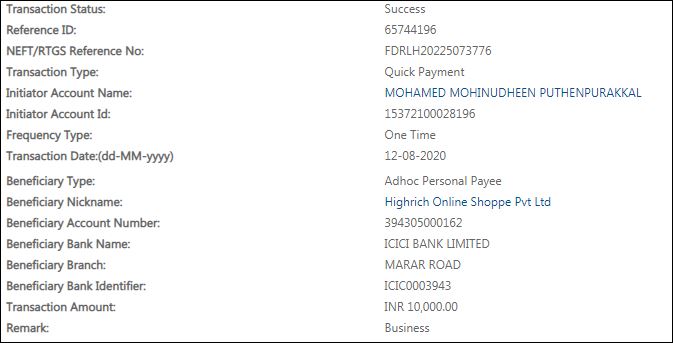 Transaction Status: Success
Reference ID: 65744196
NEFT/RTGS Reference No: FDRLH20225073776
Transaction Type: Quick Payment
Initiator Account Name: MOHAMED MOHINUDHEEN PUTHENPURAKKAL
Initiator Account Id: 15372100028196
Frequency Type: One Time
Transaction Date:(dd-MM-yyyy) 12-08-2020
Beneficiary Type: Adhoc Personal Payee
Beneficiary Nickname: Highrich Online Shoppe Pvt Ltd
Beneficiary Account Number: 394305000162
Beneficiary Bank Name: ICICI BANK LIMITED
Beneficiary Branch: MARAR ROAD
Beneficiary Bank Identifier: ICIC0003943
Transaction Amount: INR 10,000.00
Remark: Business